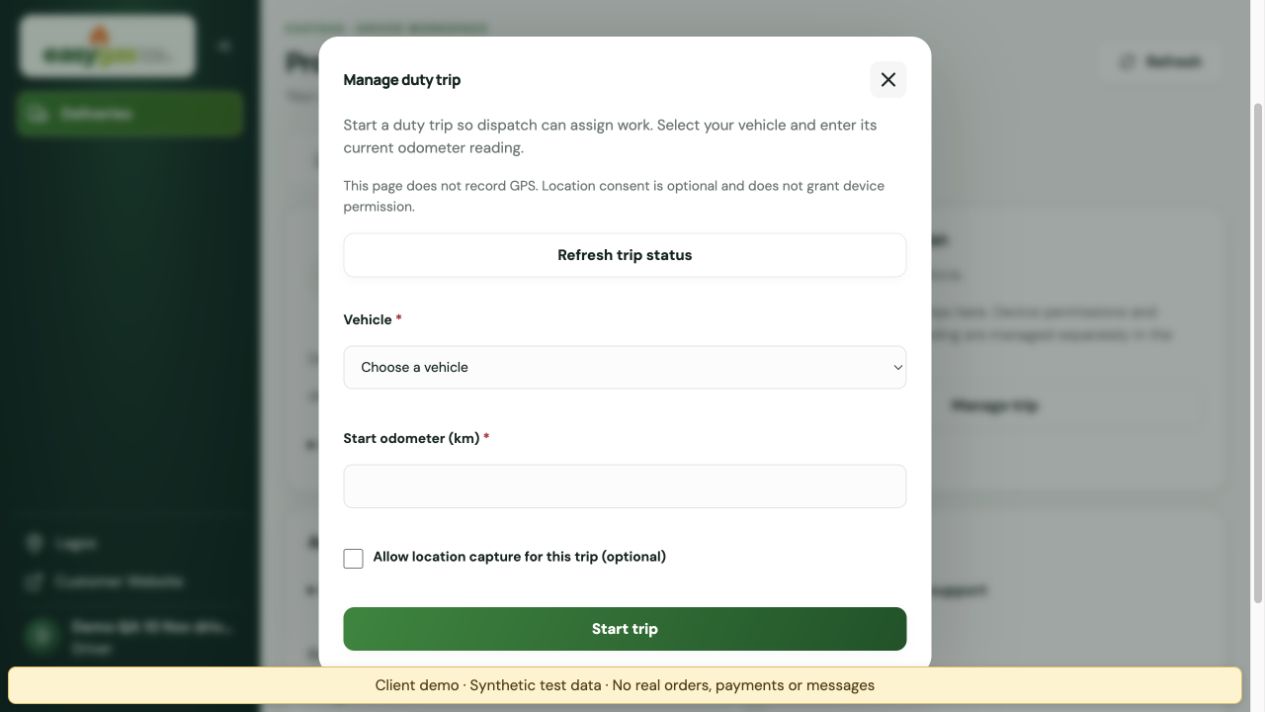 easygas
Deliveries
Refresh
Manage duty trip
Start a duty trip so dispatch can assign work. Select your vehicle and enter its
current odometer reading.
This page does not record GPS. Location consent is optional and does not grant device
permission.
Refresh trip status
Vehicle *
Choose a vehicle
Start odometer (km) *
Allow location capture for this trip (optional)
Start trip
Manage trip
support
Lagos
Customer Website
Driver
Client demo · Synthetic test data · No real orders, payments or messages